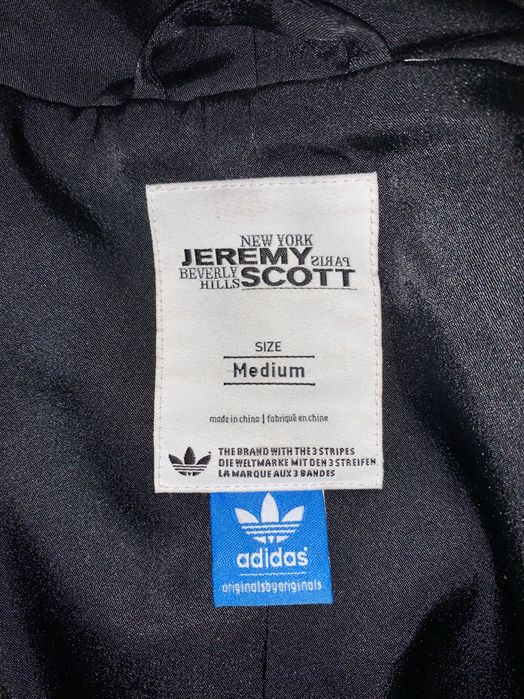 NEW YORK
JEREMY PARIS
BEVERLY HILLS SCOTT
SIZE
Medium
made in china | fabriqué en chine
THE BRAND WITH THE 3 STRIPES
DIE WELTMARKE MIT DEN 3 STREIFEN
LA MARQUE AUX 3 BANDES
adidas
originalsbyoriginals